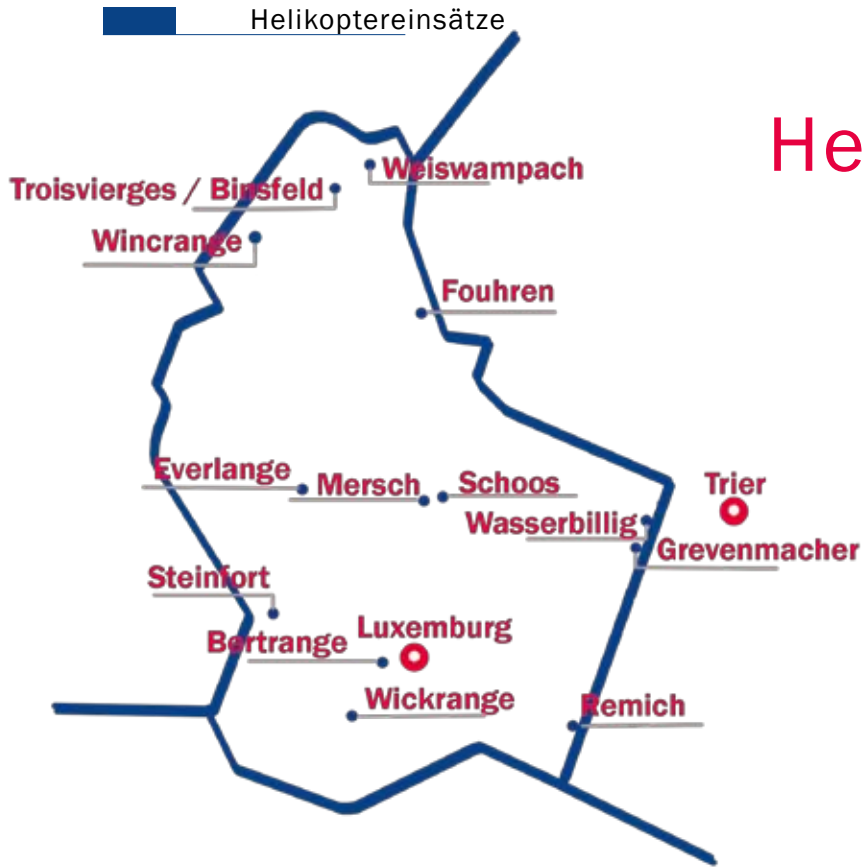 Helikoptereinsätze
He
Weiswampach
Troisvierges / Binsfeld
Wincrange
Fouhren
Everlange
Mersch
Schoos
Trier
Wasserbillig
Grevenmacher
Steinfort
Bertrange
Luxemburg
Wickrange
Remich